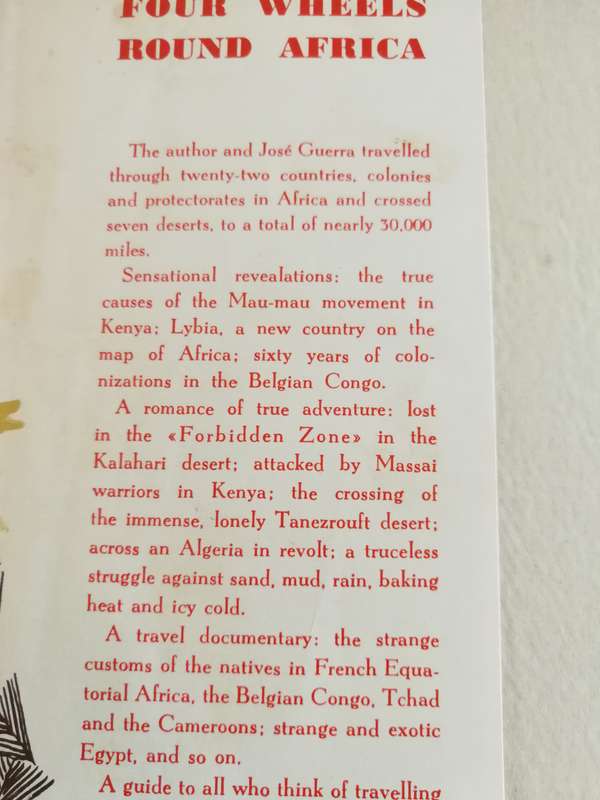 FOUR WHEELS
ROUND AFRICA
The author and José Guerra travelled
through twenty-two countries, colonies
and protectorates in Africa and crossed
seven deserts, to a total of nearly 30,000
miles.
Sensational revealations: the true
causes of the Mau-mau movement in
Kenya; Lybia, a new country on the
map of Africa; sixty years of colo-
nizations in the Belgian Congo.
A romance of true adventure: lost
in the «Forbidden Zone» in the
Kalahari desert; attacked by Massai
warriors in Kenya; the crossing of
the immense, lonely Tanezrouft desert;
across an Algeria in revolt; a truceless
struggle against sand, mud, rain, baking
heat and icy cold.
A travel documentary: the strange
customs of the natives in French Equa-
torial Africa, the Belgian Congo, Tchad
and the Cameroons; strange and exotic
Egypt, and so on.
A guide to all who think of travelling